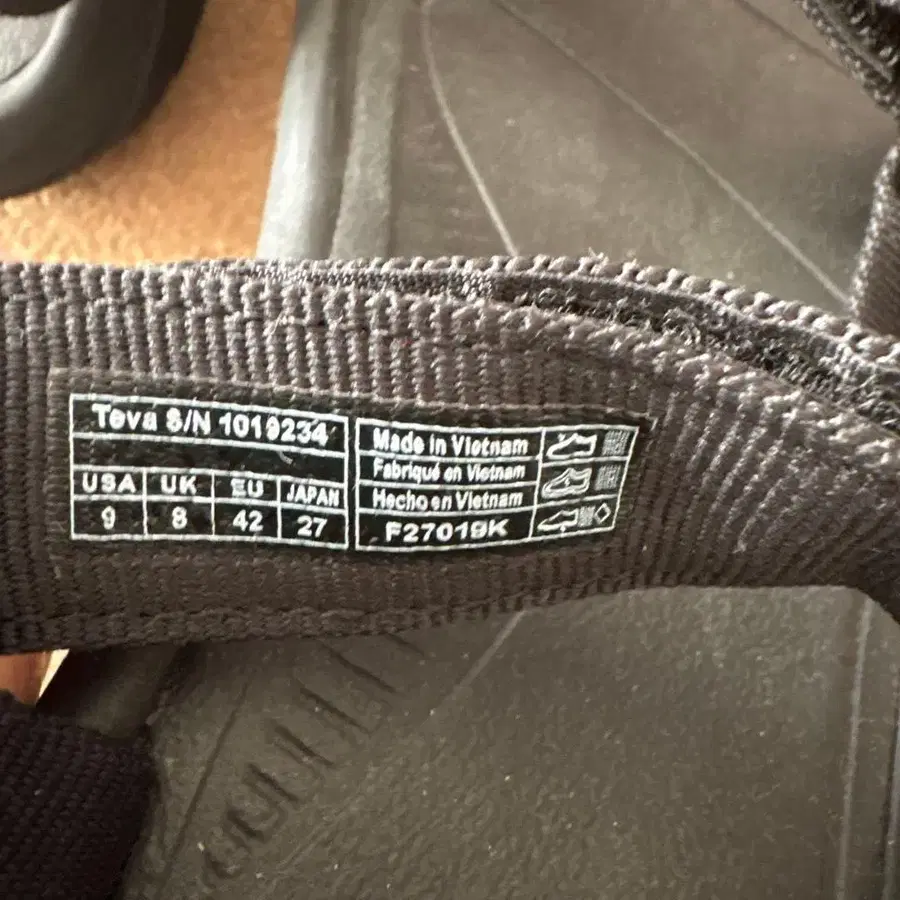 Teva S/N 1019234
USA UK EU JAPAN
9 8 42 27
Made in Vietnam
Fabriqué en Vietnam
Hecho en Vietnam
F27019K